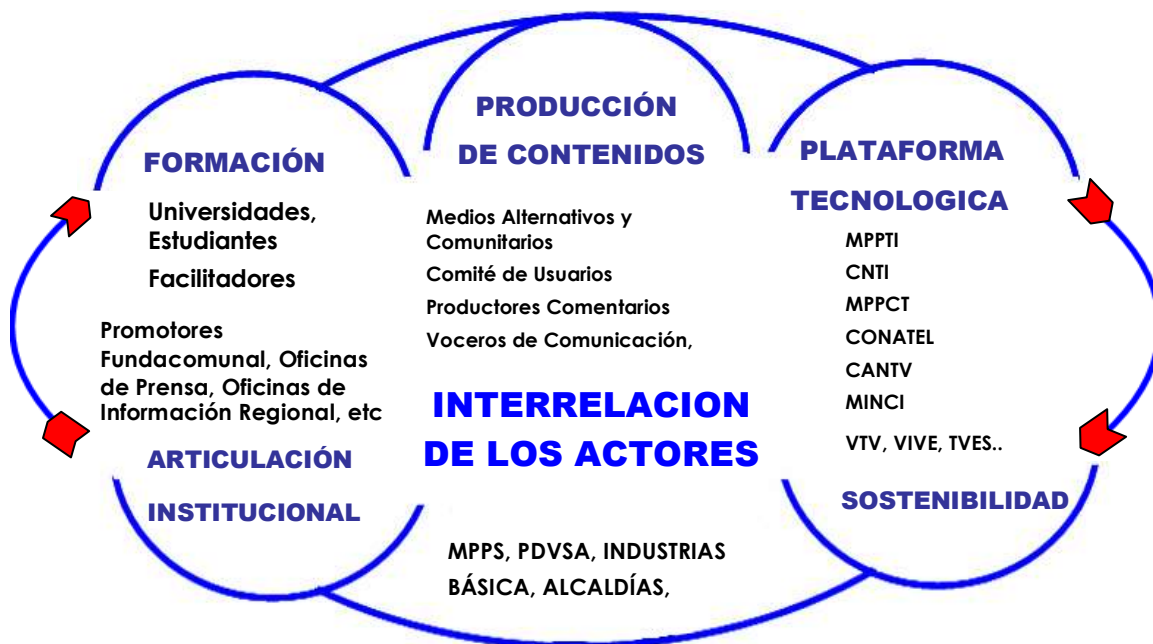 FORMACIÓN
Universidades,
Estudiantes
Facilitadores
Promotores
Fundacomunal, Oficinas
de Prensa, Oficinas de
Información Regional, etc
ARTICULACIÓN
INSTITUCIONAL
PRODUCCIÓN
DE CONTENIDOS
Medios Alternativos y
Comunitarios
Comité de Usuarios
Productores Comentarios
Voceros de Comunicación,
INTERRELACION
DE LOS ACTORES
MPPS, PDVSA, INDUSTRIAS
BÁSICA, ALCALDÍAS,
PLATAFORMA
TECNOLOGICA
MPPTI
CNTI
MPPCT
CONATEL
CANTV
MINCI
VTV, VIVE, TVES..
SOSTENIBILIDAD